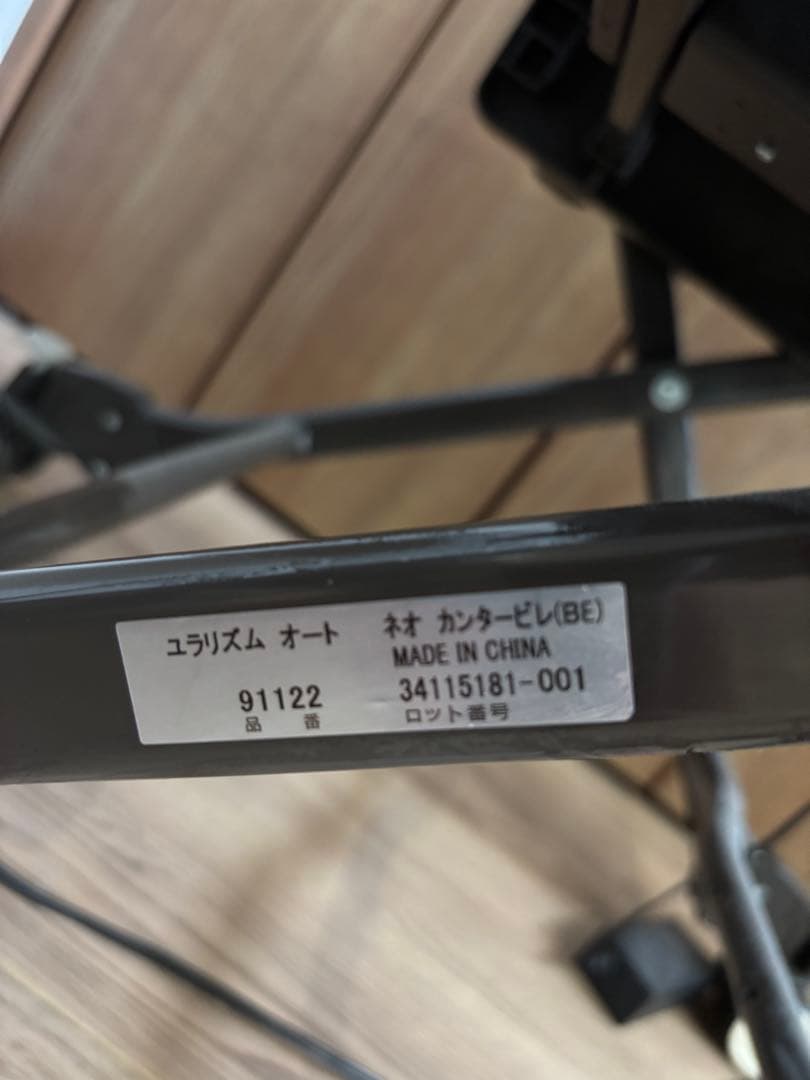 ユラリズム オート ネオ カンタービレ(BE)
MADE IN CHINA
91122 34115181-001
品 番 ロット番号